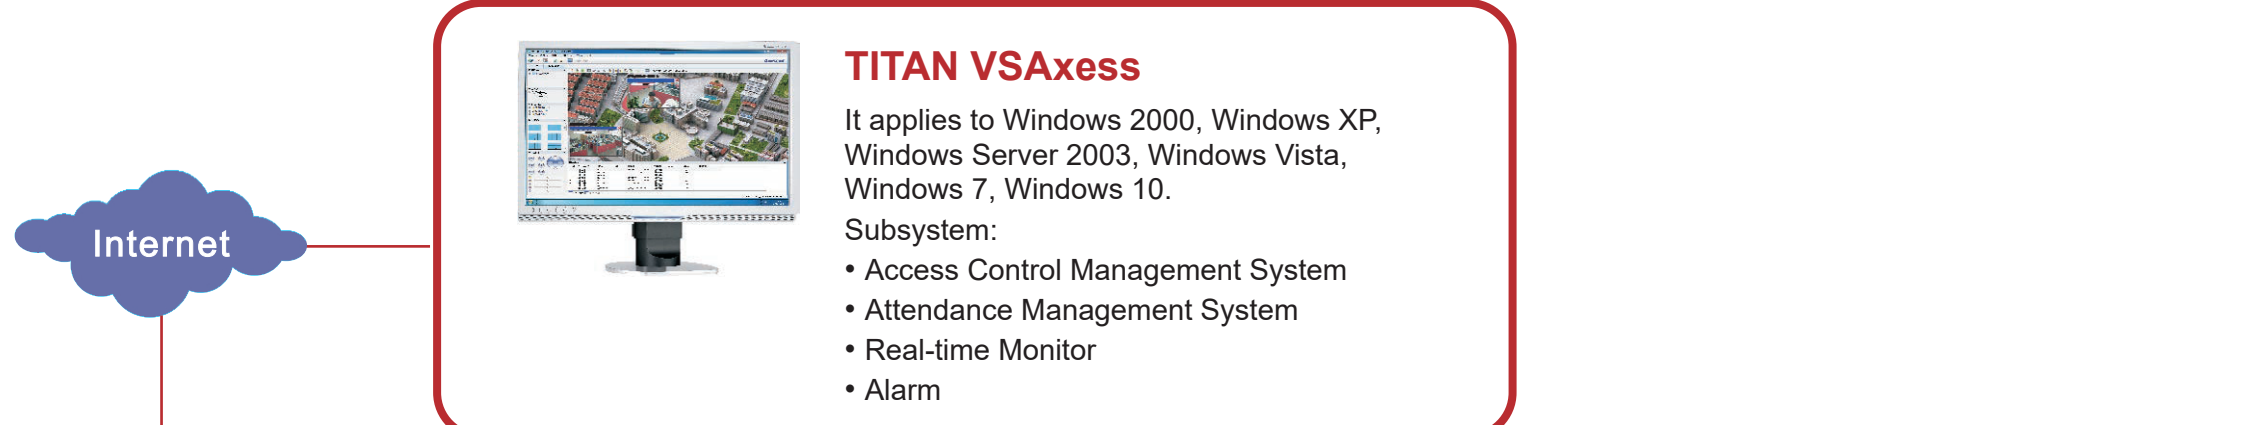 TITAN VSAxess
It applies to Windows 2000, Windows XP,
Windows Server 2003, Windows Vista,
Windows 7, Windows 10.
Subsystem:
• Access Control Management System
• Attendance Management System
• Real-time Monitor
• Alarm
Internet